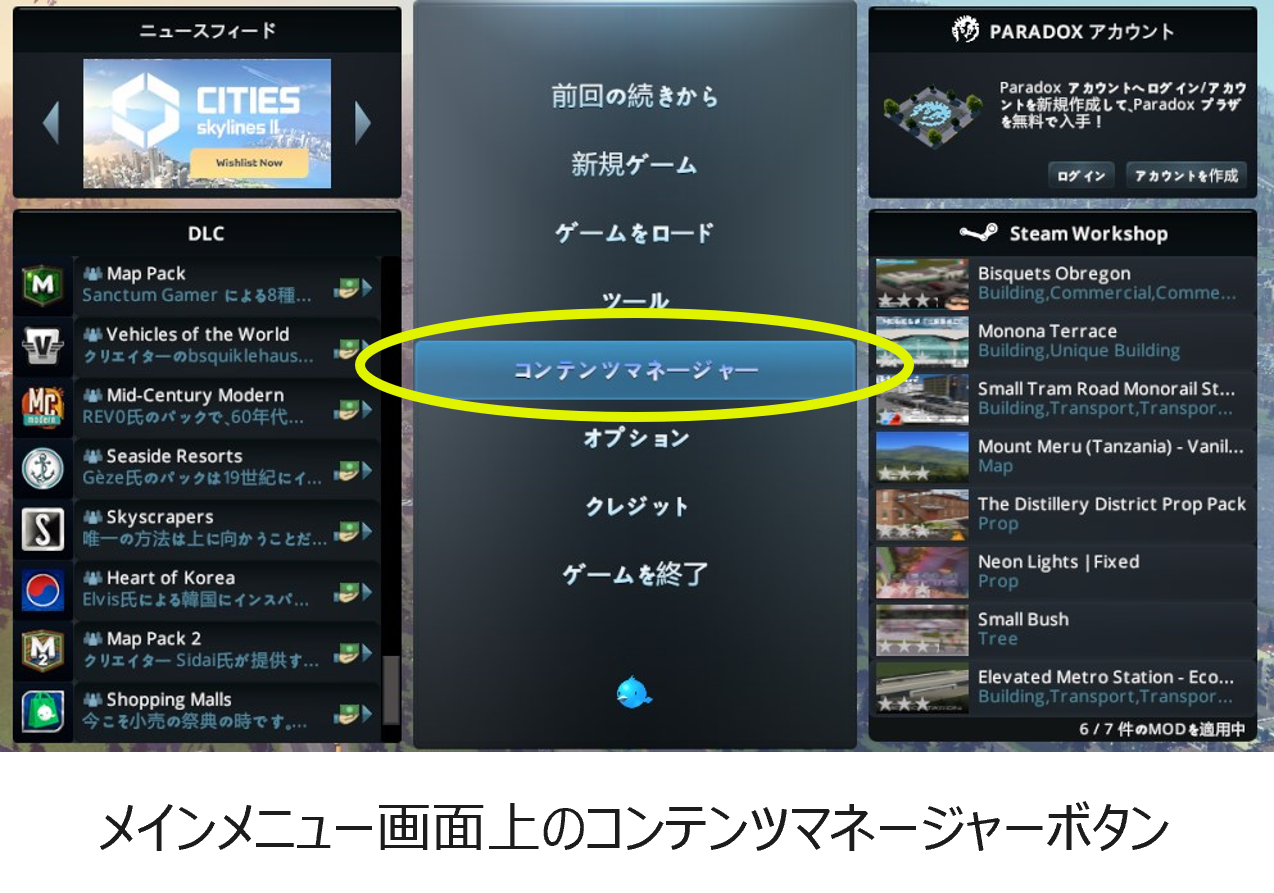 ニュースフィード
CITIES
skylines II
Wishlist Now
DLC
Map Pack
Sanctum Gamer による8種...
Vehicles of the World
クリエイターのbsquiklehaus...
Mid-Century Modern
REV0氏のパックで、60年代...
Seaside Resorts
Gèze氏のパックは19世紀にイ...
Skyscrapers
唯一の方法は上に向かうことだ...
Heart of Korea
Elvis氏による韓国にインスパ...
Map Pack 2
クリエイター Sidai氏が提供す...
Shopping Malls
今こそ小売の祭典の時です。...
前回の続きから
新規ゲーム
ゲームをロード
ツール
コンテンツマネージャー
オプション
クレジット
ゲームを終了
PARADOX アカウント
Paradox アカウントへログイン/アカウ
ントを新規作成して、Paradox プラザ
を無料で入手！
ログイン
アカウントを作成
Steam Workshop
Bisquets Obregon
Building,Commercial,Comme...
Monona Terrace
Building,Unique Building
Small Tram Road Monorail St...
Building,Transport,Transpor...
Mount Meru (Tanzania) - Vanil...
Map
The Distillery District Prop Pack
Prop
Neon Lights |Fixed
Prop
Small Bush
Tree
Elevated Metro Station - Eco...
Building,Transport,Transpor...
6 / 7 件のMODを適用中
メインメニュー画面上のコンテンツマネージャーボタン